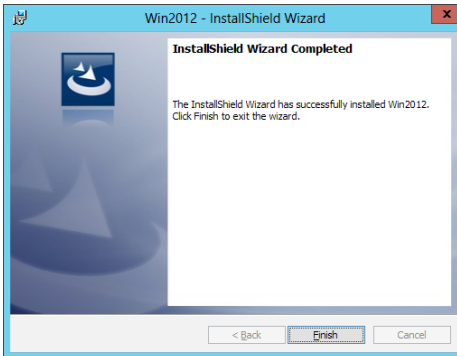 Win2012 - InstallShield Wizard
x
InstallShield Wizard Completed
The InstallShield Wizard has successfully installed Win2012.
Click Finish to exit the wizard.
< Back
Finish
Cancel